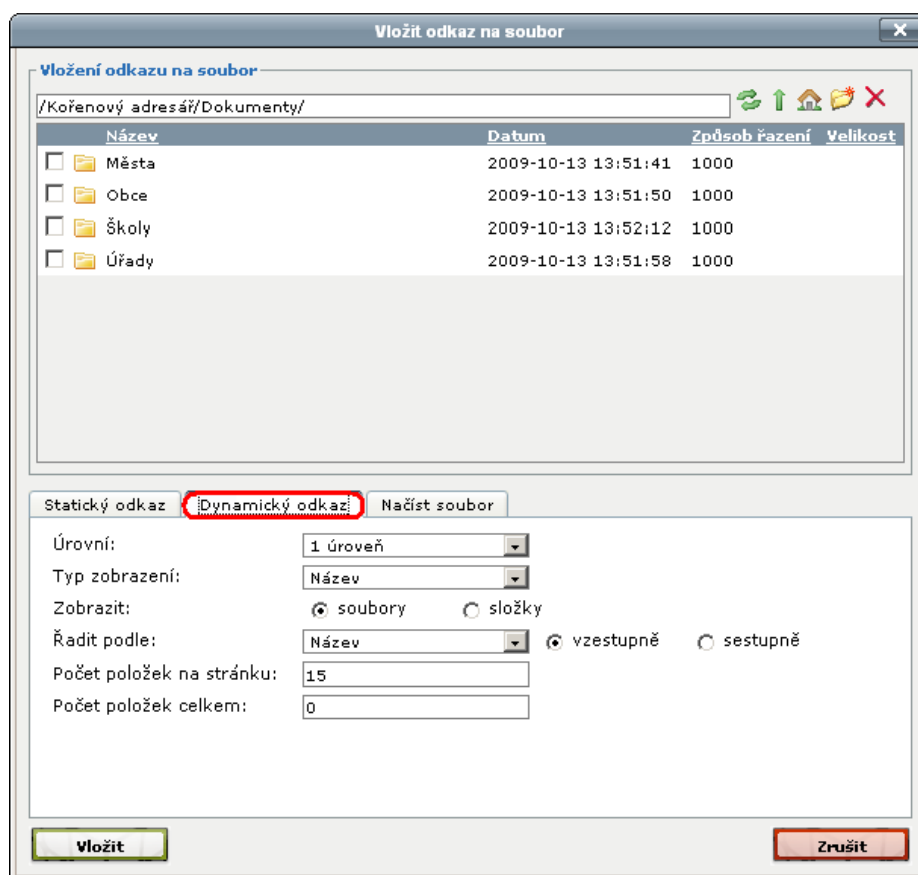 Vložit odkaz na soubor
Vložení odkazu na soubor
/Kořenový adresář/Dokumenty/
Název Datum Způsob řazení Velikost
Města 2009-10-13 13:51:41 1000
Obce 2009-10-13 13:51:50 1000
Školy 2009-10-13 13:52:12 1000
Úřady 2009-10-13 13:51:58 1000
Statický odkaz Dynamický odkaz Načíst soubor
Úrovní: 1 úroveň
Typ zobrazení: Název
Zobrazit: soubory složky
Řadit podle: Název vzestupně sestupně
Počet položek na stránku: 15
Počet položek celkem: 0
Vložit Zrušit